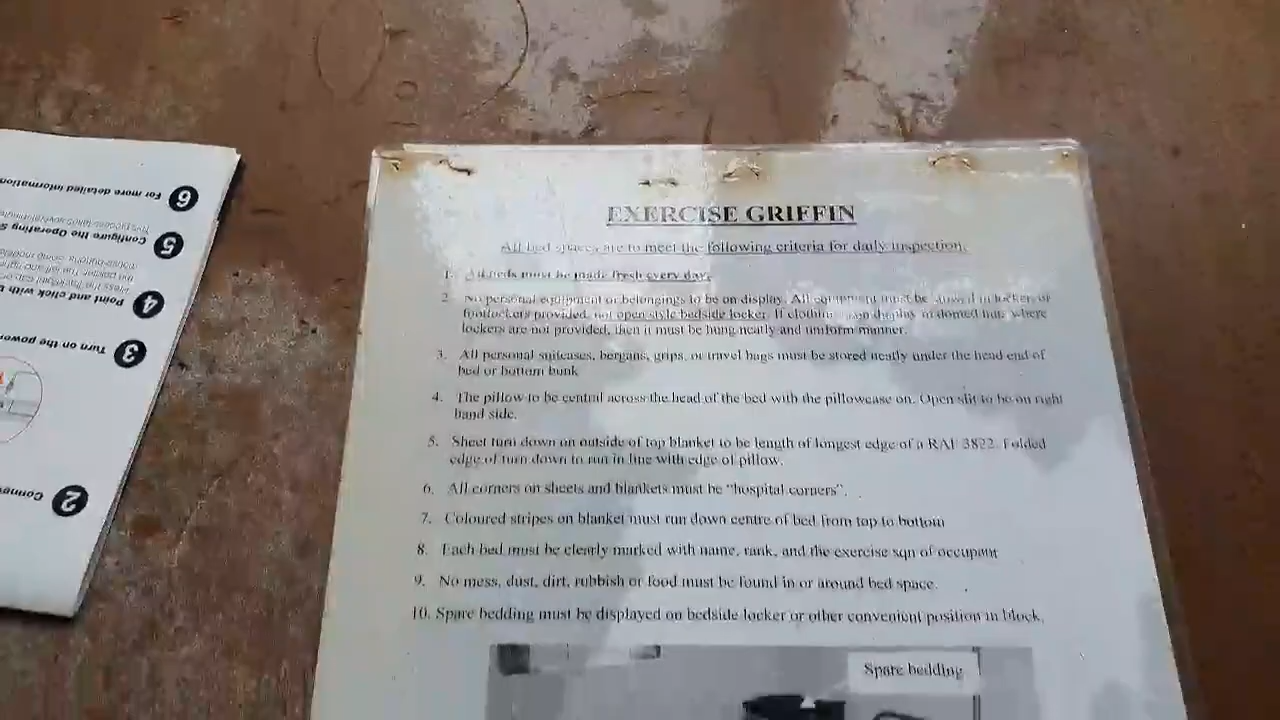 EXERCISE GRIFFIN
All bed spaces are to meet the following criteria for daily inspection.
1. All beds must be made fresh every day.
2. No personal equipment or belongings to be on display. All equipment must be stowed in lockers or
footlockers provided, not open style bedside locker. If clothing on display in domed huts where
lockers are not provided, then it must be hung neatly and uniform manner.
3. All personal suitcases, bergans, grips, or travel bags must be stored neatly under the head end of
bed or bottom bunk
4. The pillow to be central across the head of the bed with the pillowcase on. Open slit to be on right
hand side.
5. Sheet turn down on outside of top blanket to be length of longest edge of a RAF 3822. Folded
edge of turn down to run in line with edge of pillow.
6. All corners on sheets and blankets must be "hospital corners".
7. Coloured stripes on blanket must run down centre of bed from top to bottom
8. Each bed must be clearly marked with name, rank, and the exercise sqn of occupant
9. No mess, dust, dirt, rubbish or food must be found in or around bed space.
10. Spare bedding must be displayed on bedside locker or other convenient position in block.
Spare bedding
2 Connec
3 Turn on the power
4 Point and click with
5 Configure the Operating S
6 For more detailed information